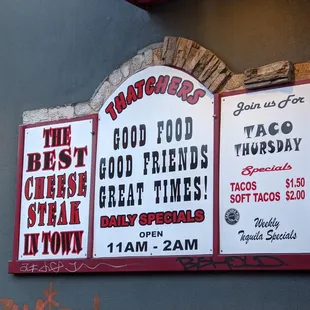 THE
BEST
CHEESE
STEAK
IN TOWN
THATCHERS
GOOD FOOD
GOOD FRIENDS
GREAT TIMES!
DAILY SPECIALS
OPEN
11AM - 2AM
Join us For
TACO
THURSDAY
Specials
TACOS $1.50
SOFT TACOS $2.00
Weekly
Tequila Specials